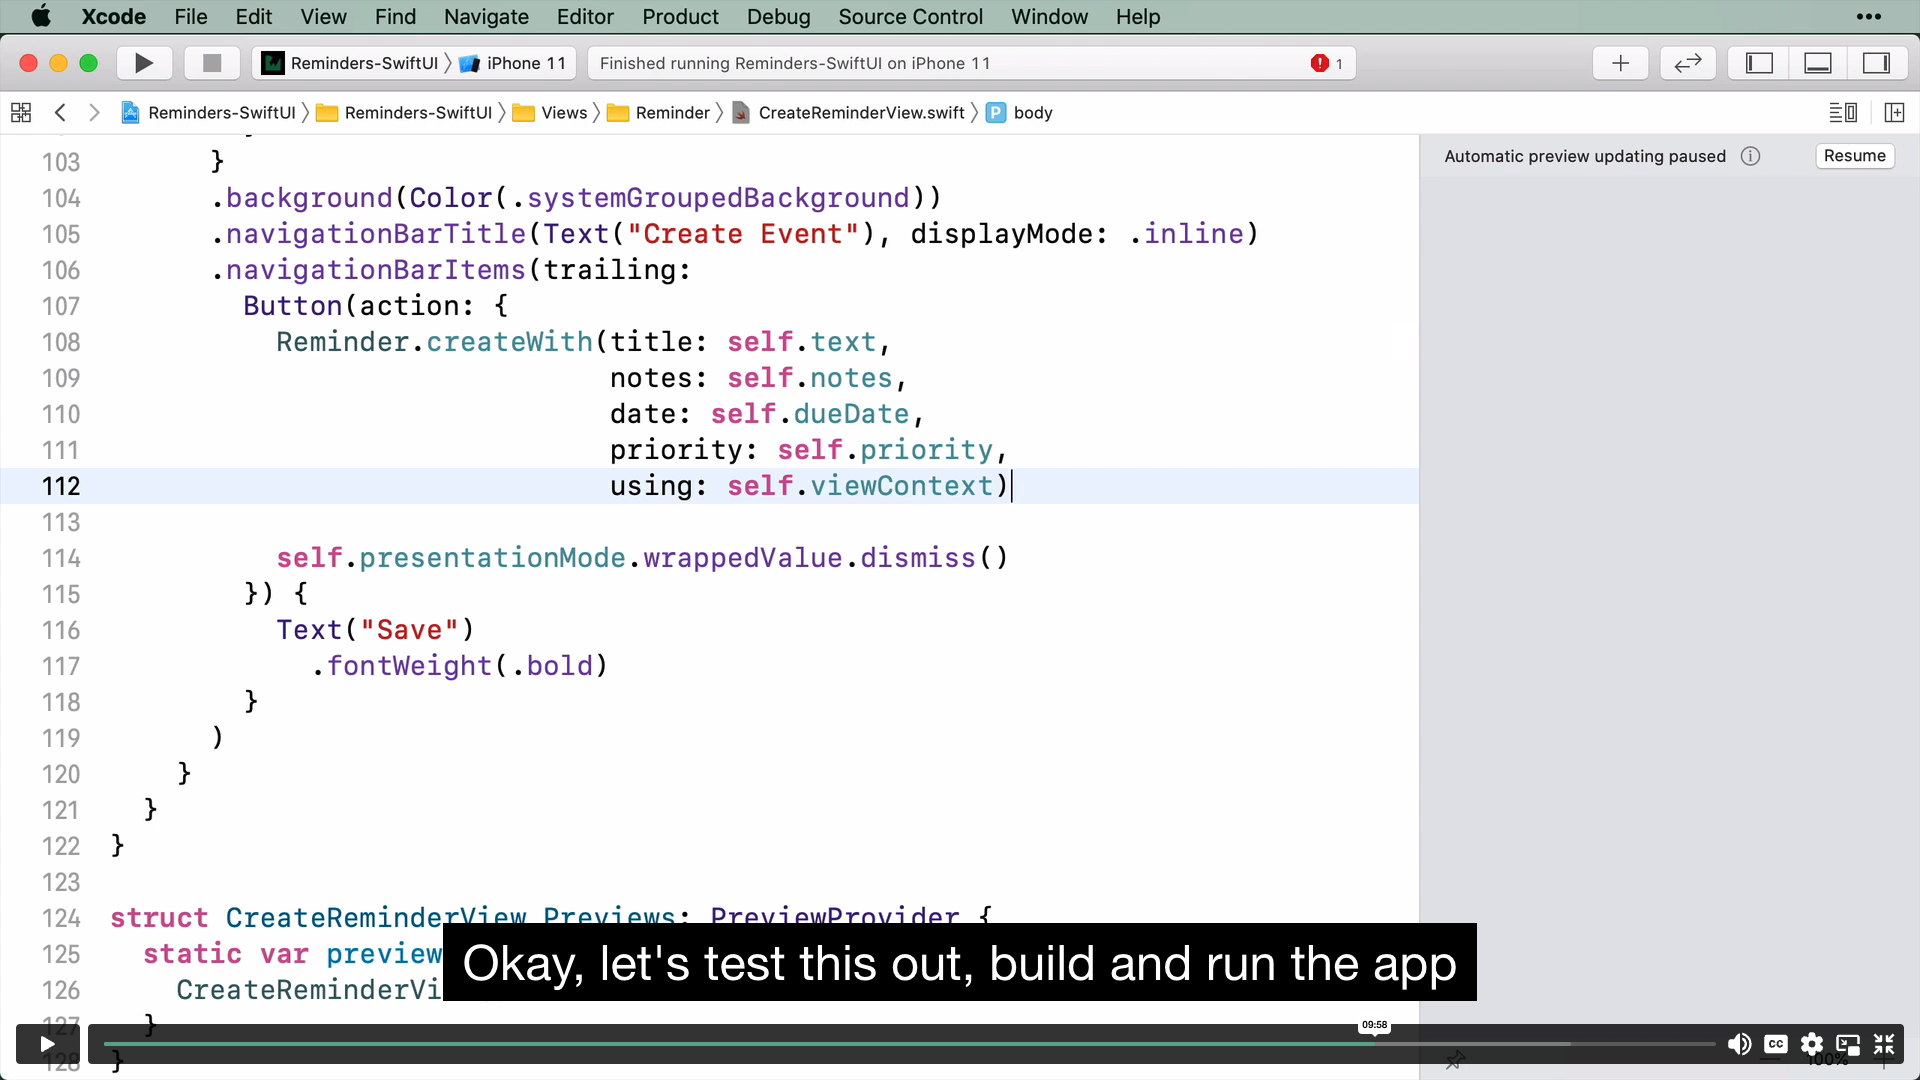 Xcode File Edit View Find Navigate Editor Product Debug Source Control Window Help •••
Reminders-SwiftUI 〉 iPhone 11 Finished running Reminders-SwiftUI on iPhone 11 1
Reminders-SwiftUI 〉 Reminders-SwiftUI 〉 Views 〉 Reminder 〉 CreateReminderView.swift 〉 P body
Automatic preview updating paused Resume
103 }
104 .background(Color(.systemGroupedBackground))
105 .navigationBarTitle(Text("Create Event"), displayMode: .inline)
106 .navigationBarItems(trailing:
107 Button(action: {
108 Reminder.createWith(title: self.text,
109 notes: self.notes,
110 date: self.dueDate,
111 priority: self.priority,
112 using: self.viewContext)
113
114 self.presentationMode.wrappedValue.dismiss()
115 }) {
116 Text("Save")
117 .fontWeight(.bold)
118 }
119 )
120 }
121 }
122 }
123
124 struct CreateReminderView_Previews: PreviewProvider {
125 static var preview
126 CreateReminderVi
127 }
128 }
Okay, let's test this out, build and run the app
09:58
CC
100%